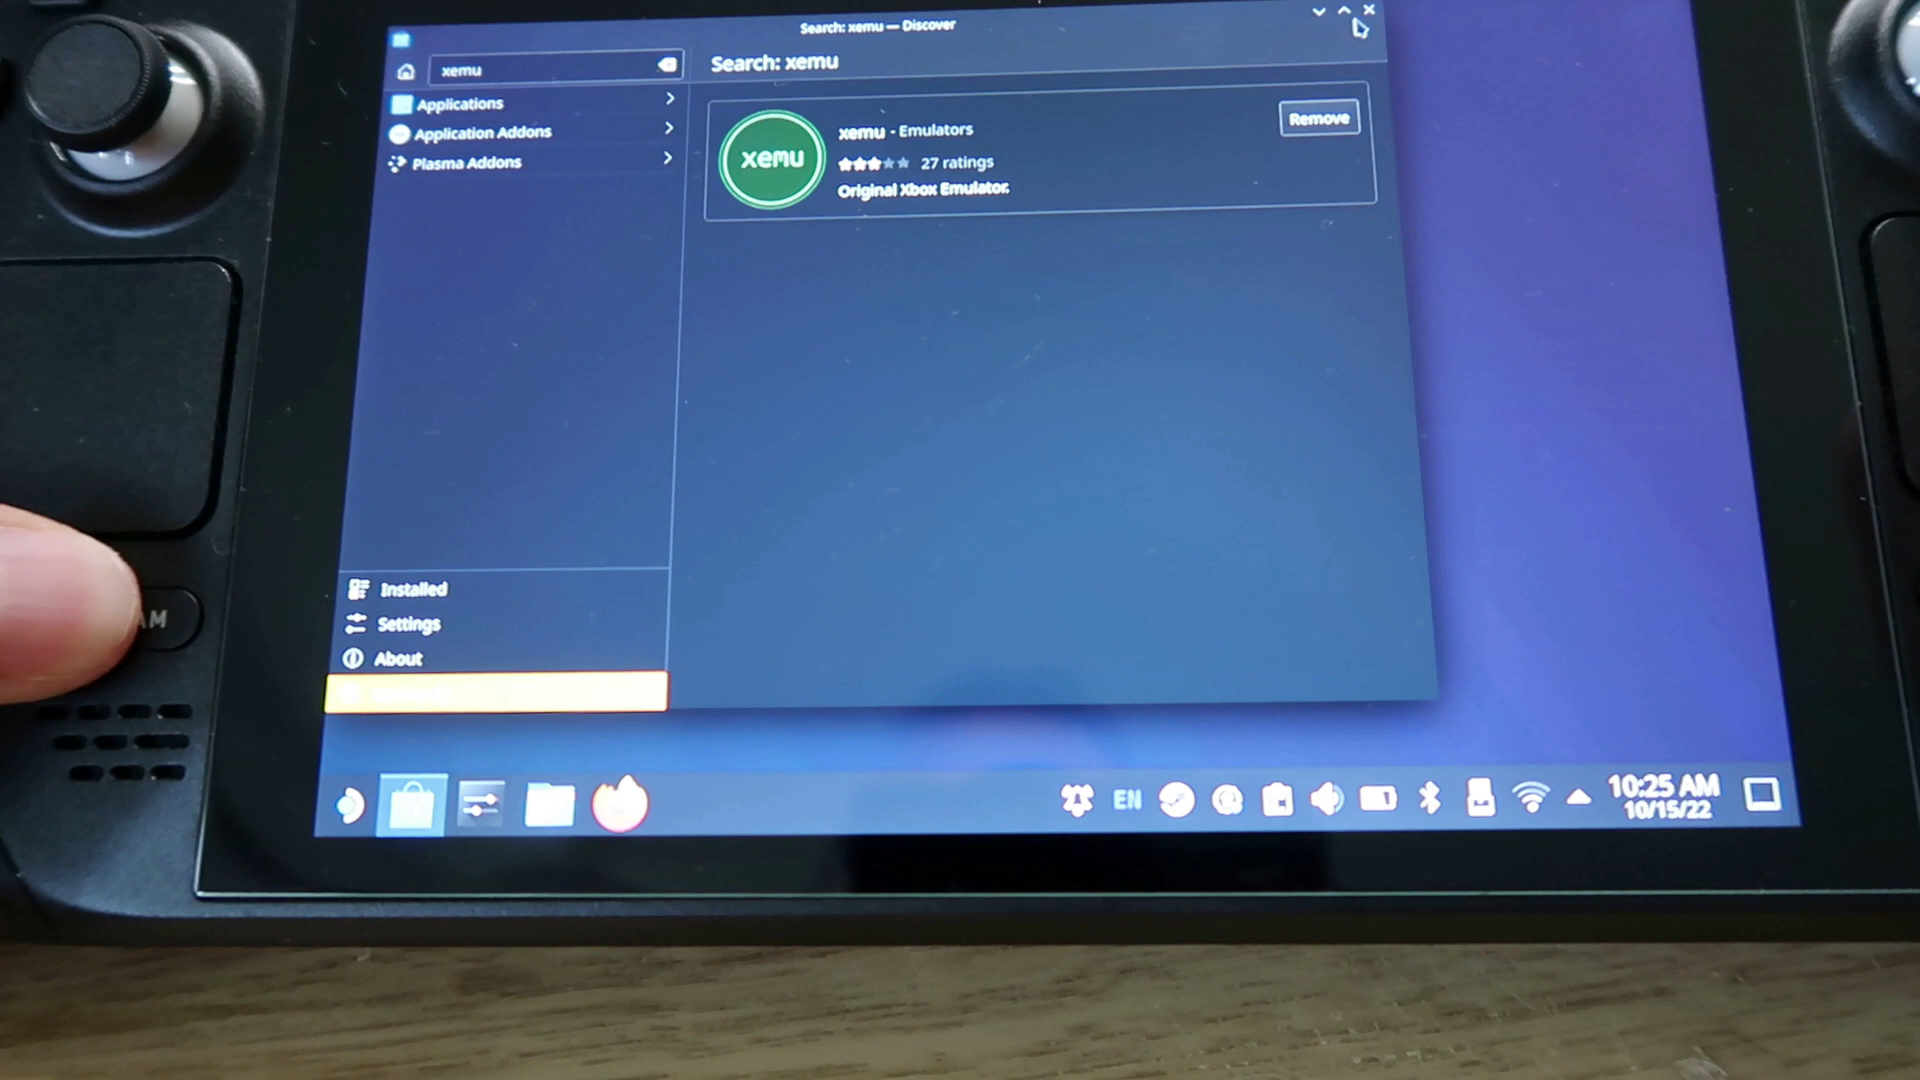 Search: xemu — Discover
xemu
Search: xemu
Applications
Application Addons
Plasma Addons
xemu
xemu - Emulators
27 ratings
Original Xbox Emulator.
Remove
Installed
Settings
About
AM
EN
10:25 AM
10/15/22